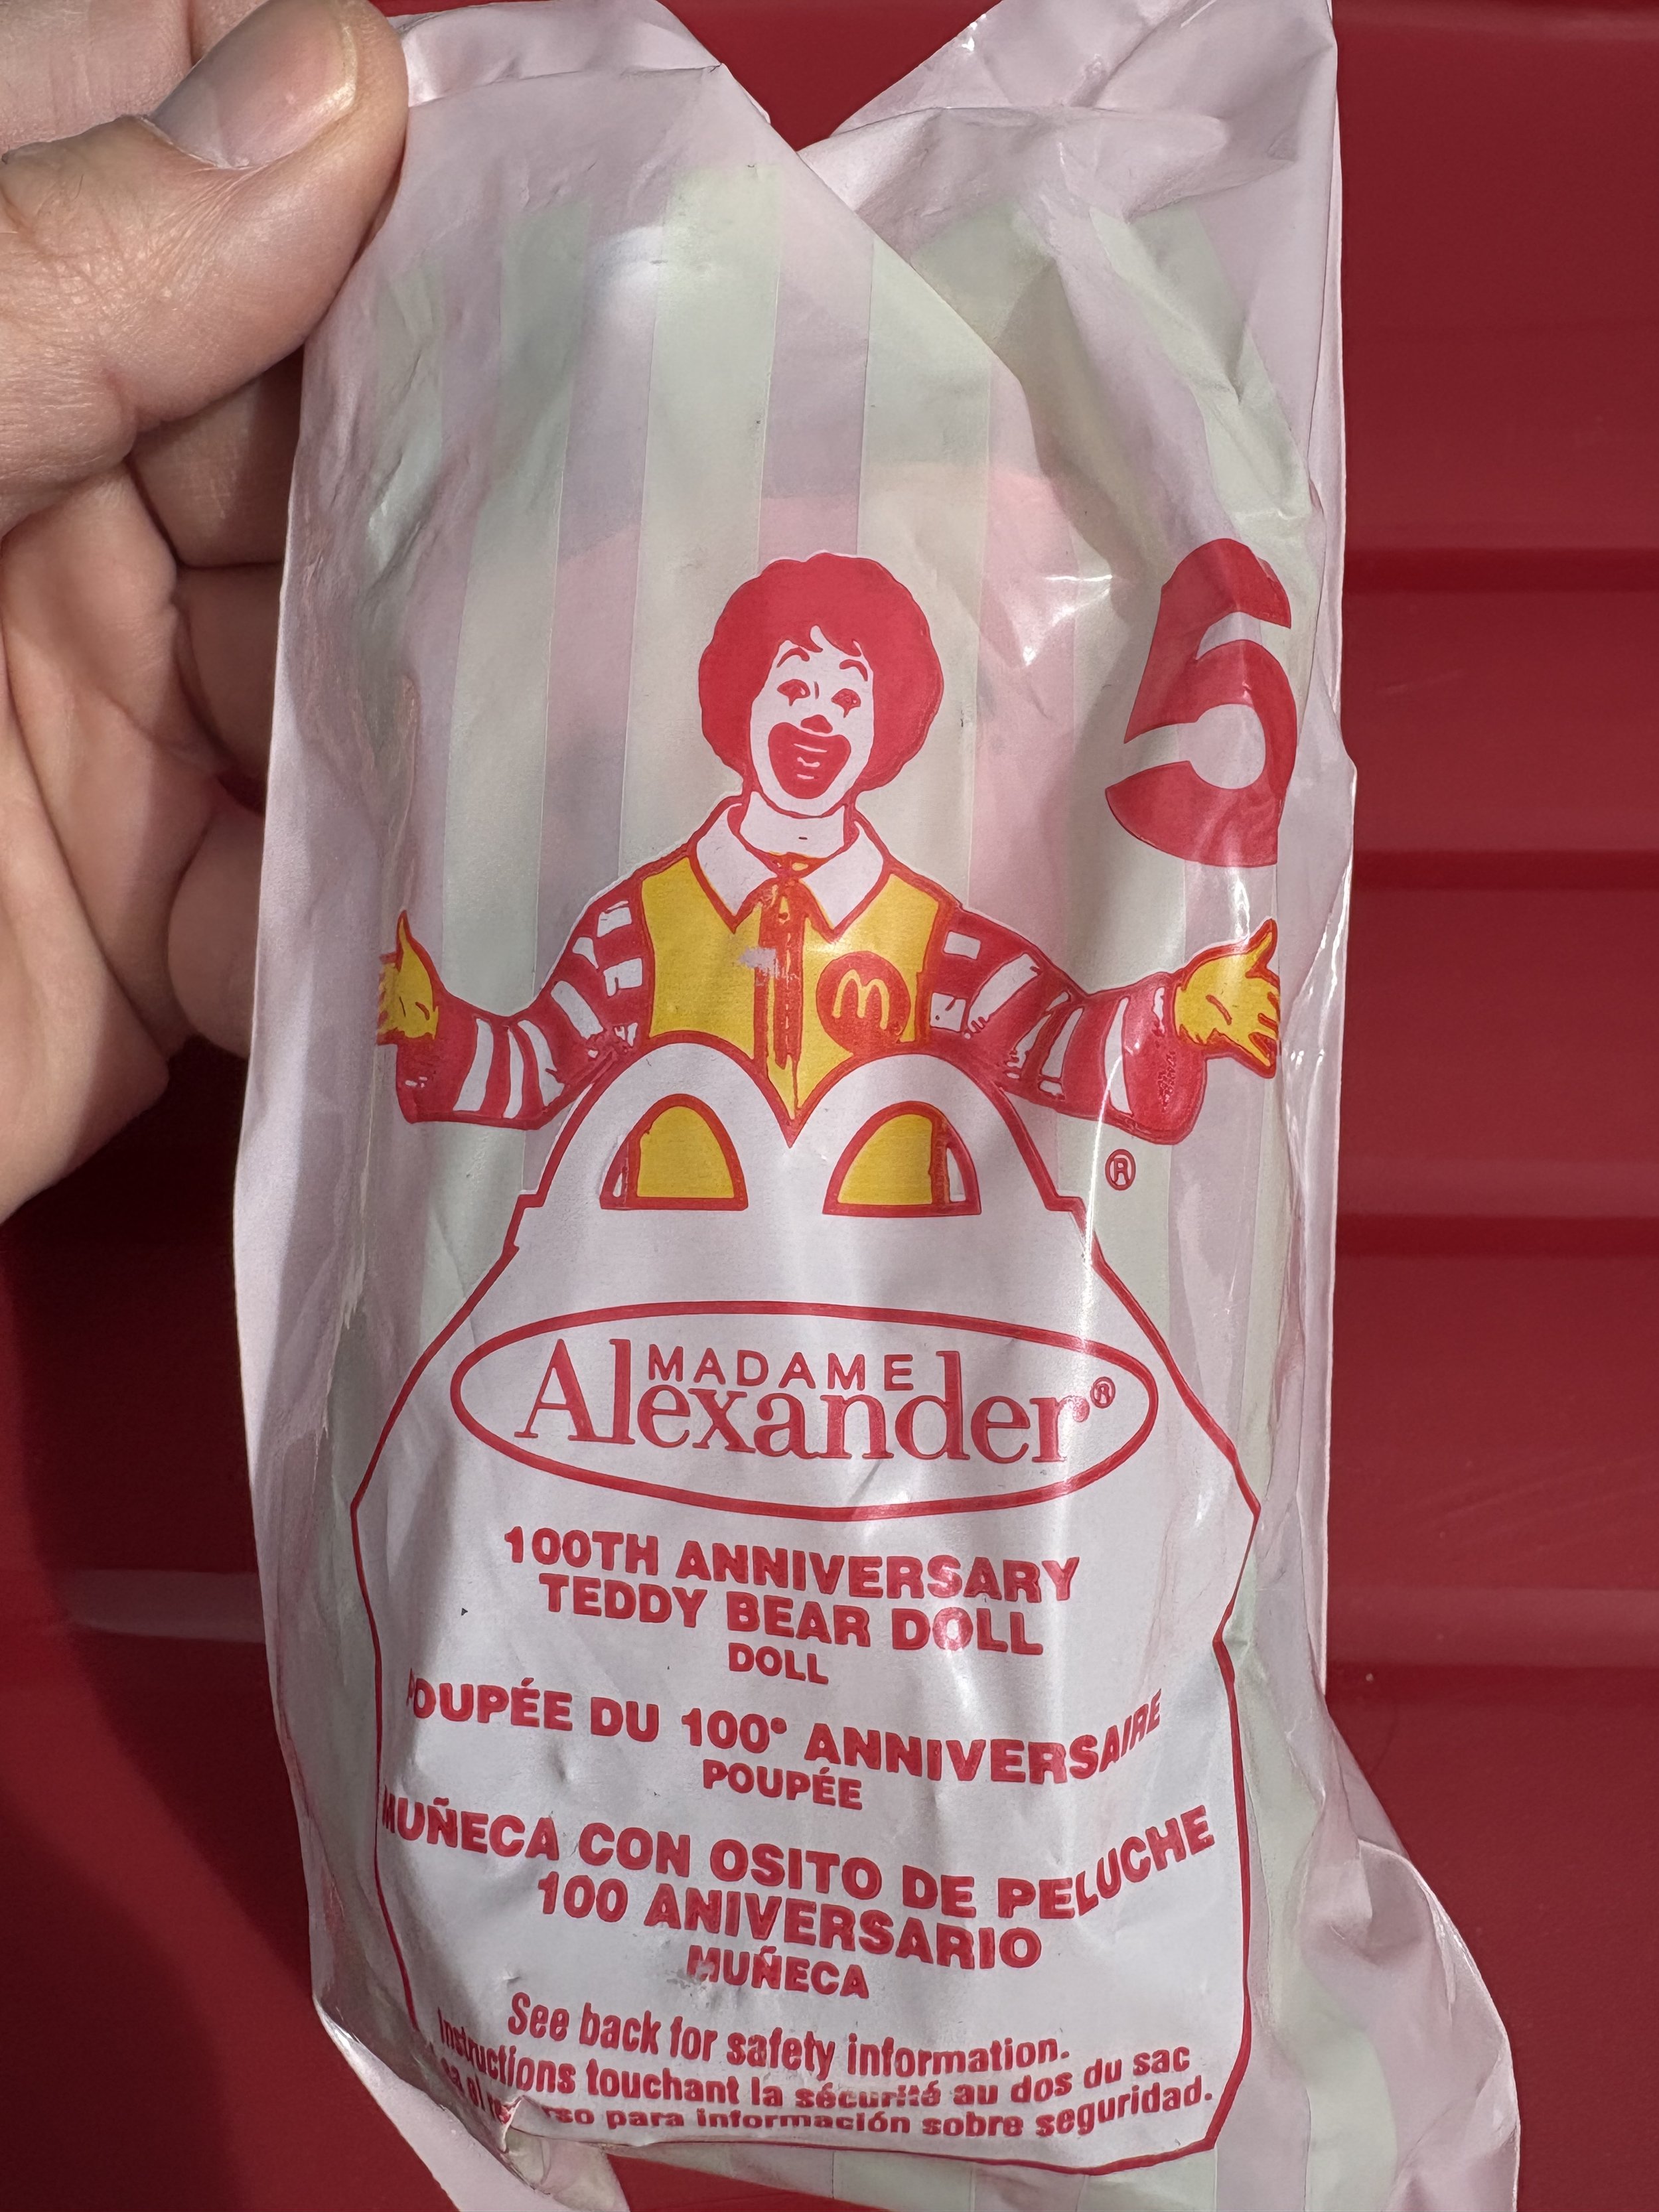 5
m
®
MADAME
Alexander®
100TH ANNIVERSARY
TEDDY BEAR DOLL
DOLL
POUPÉE DU 100e ANNIVERSAIRE
POUPÉE
MUÑECA CON OSITO DE PELUCHE
100 ANIVERSARIO
MUÑECA
See back for safety information.
Instructions touchant la sécurité au dos du sac
para información sobre seguridad.